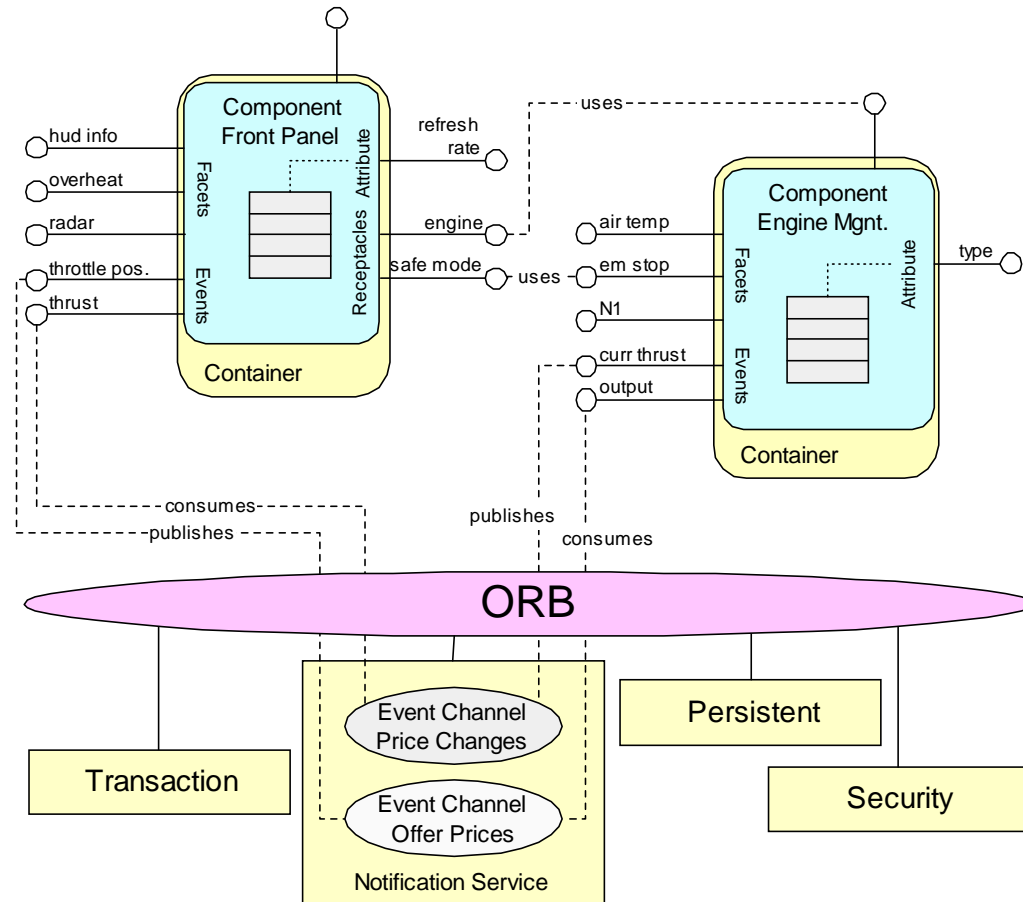 Component
Front Panel
hud info
overheat
radar
throttle pos.
thrust
Facets
Events
Attribute
Receptacles
refresh
rate
engine
safe mode
Container
uses
uses
Component
Engine Mgnt.
air temp
em stop
N1
curr thrust
output
Facets
Events
Attribute
type
Container
consumes
publishes
publishes
consumes
ORB
Transaction
Event Channel
Price Changes
Event Channel
Offer Prices
Notification Service
Persistent
Security